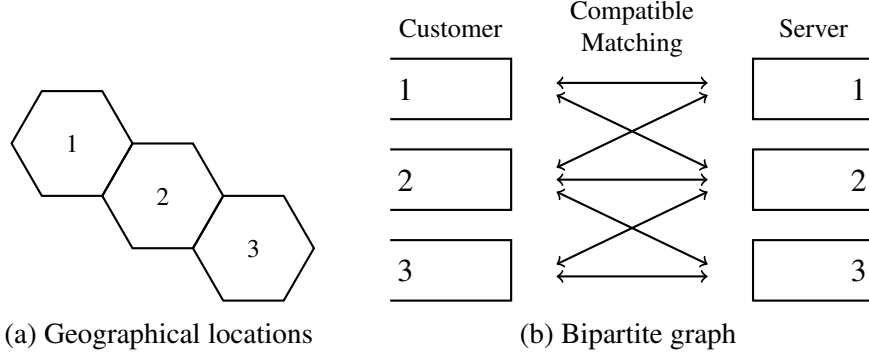 Customer
Compatible
Matching
Server
1
2
3
1
2
3
1
2
3
(a) Geographical locations
(b) Bipartite graph